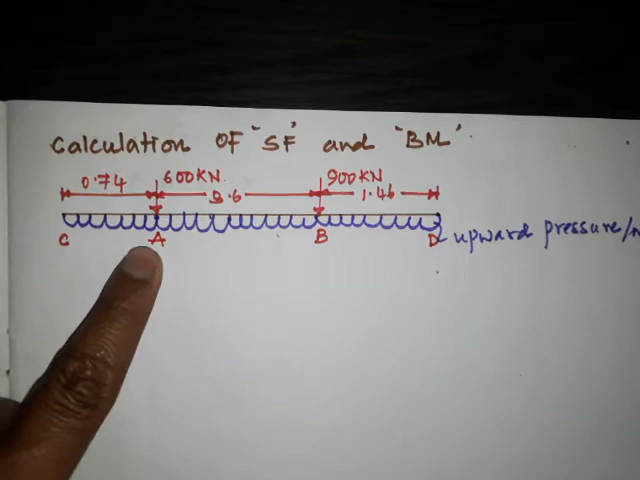 Calculation OF "SF" and "BM".
0.74 600KN 3.6 900KN 1.46
C A B D upward pressure/m